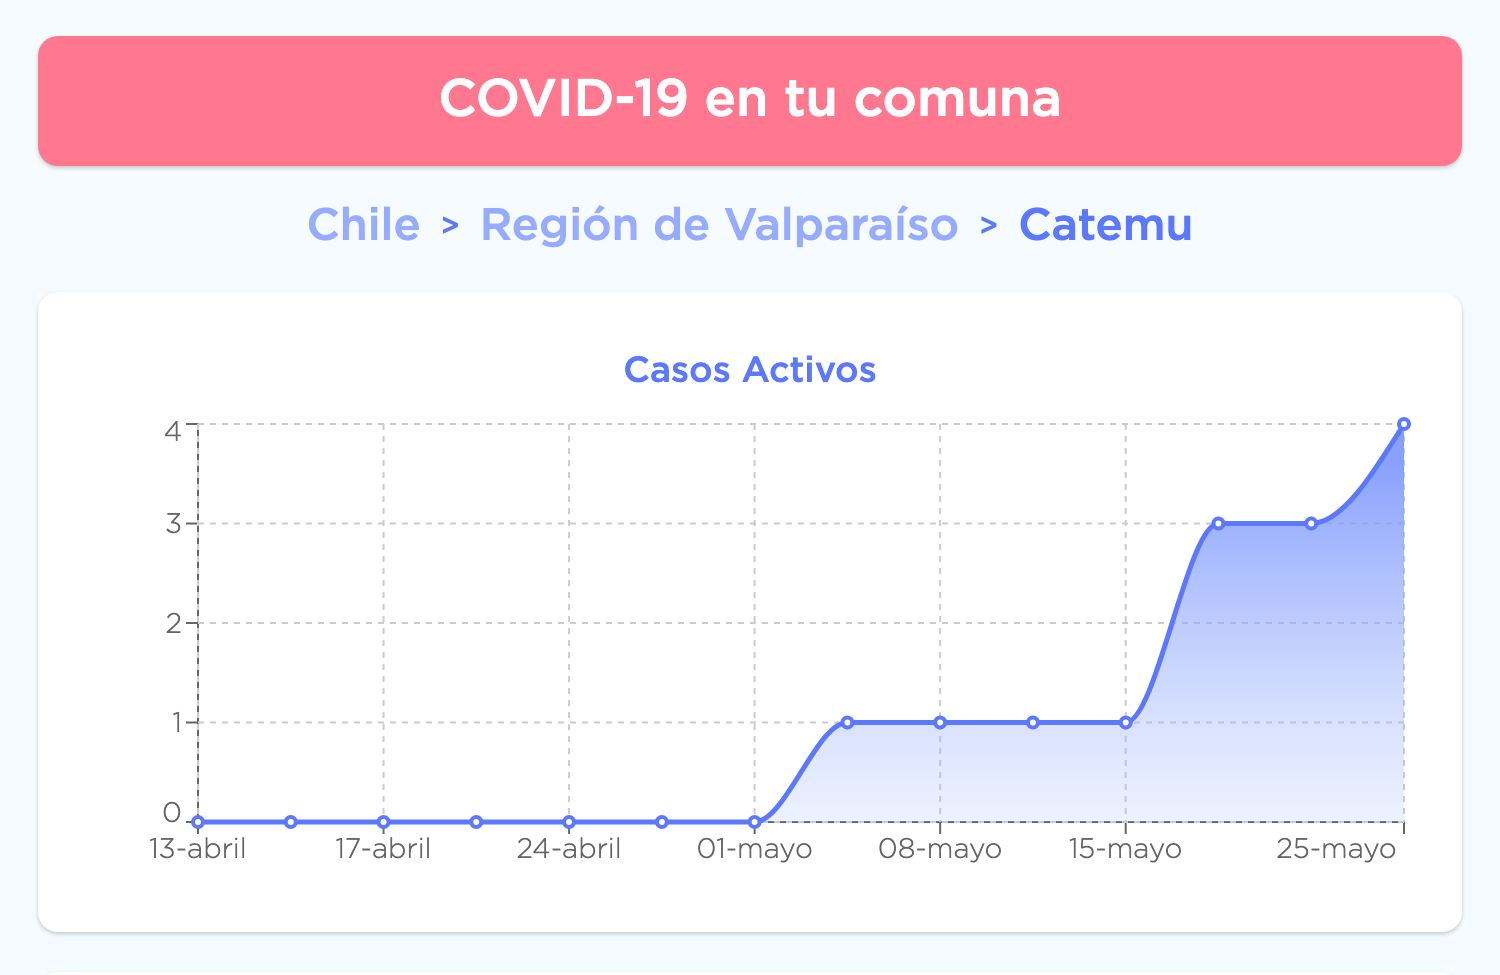 COVID-19 en tu comuna
Chile > Región de Valparaíso > Catemu
Casos Activos
4
3
2
1
0
13-abril 17-abril 24-abril 01-mayo 08-mayo 15-mayo 25-mayo